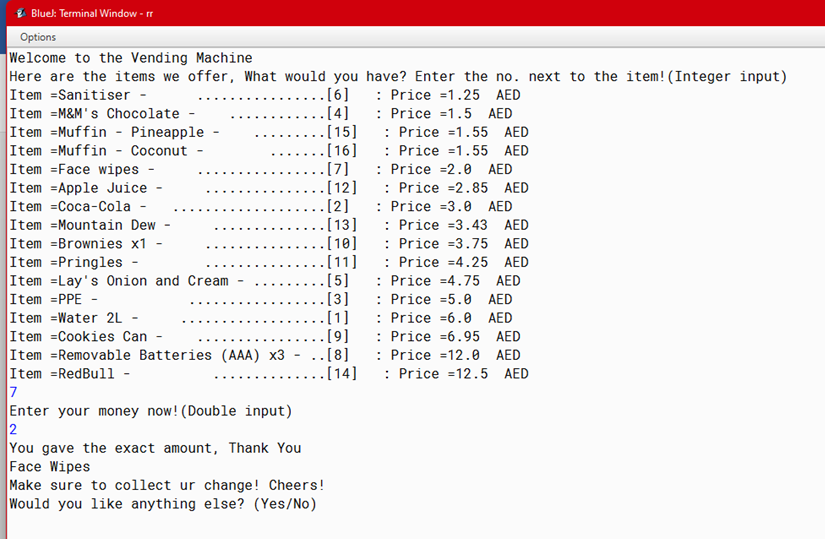 BlueJ: Terminal Window - rr
Options
Welcome to the Vending Machine
Here are the items we offer, What would you have? Enter the no. next to the item!(Integer input)
Item =Sanitiser -      ................[6]   : Price =1.25  AED
Item =M&M's Chocolate -    ............[4]   : Price =1.5  AED
Item =Muffin - Pineapple -    .........[15]   : Price =1.55  AED
Item =Muffin - Coconut -        .......[16]   : Price =1.55  AED
Item =Face wipes -     ................[7]   : Price =2.0  AED
Item =Apple Juice -     ...............[12]   : Price =2.85  AED
Item =Coca-Cola -   ...................[2]   : Price =3.0  AED
Item =Mountain Dew -     ..............[13]   : Price =3.43  AED
Item =Brownies x1 -     ...............[10]   : Price =3.75  AED
Item =Pringles -        ...............[11]   : Price =4.25  AED
Item =Lay's Onion and Cream - .........[5]   : Price =4.75  AED
Item =PPE -           .................[3]   : Price =5.0  AED
Item =Water 2L -     ..................[1]   : Price =6.0  AED
Item =Cookies Can -    ................[9]   : Price =6.95  AED
Item =Removable Batteries (AAA) x3 - ..[8]   : Price =12.0  AED
Item =RedBull -          ..............[14]   : Price =12.5  AED
7
Enter your money now!(Double input)
2
You gave the exact amount, Thank You
Face Wipes
Make sure to collect ur change! Cheers!
Would you like anything else? (Yes/No)